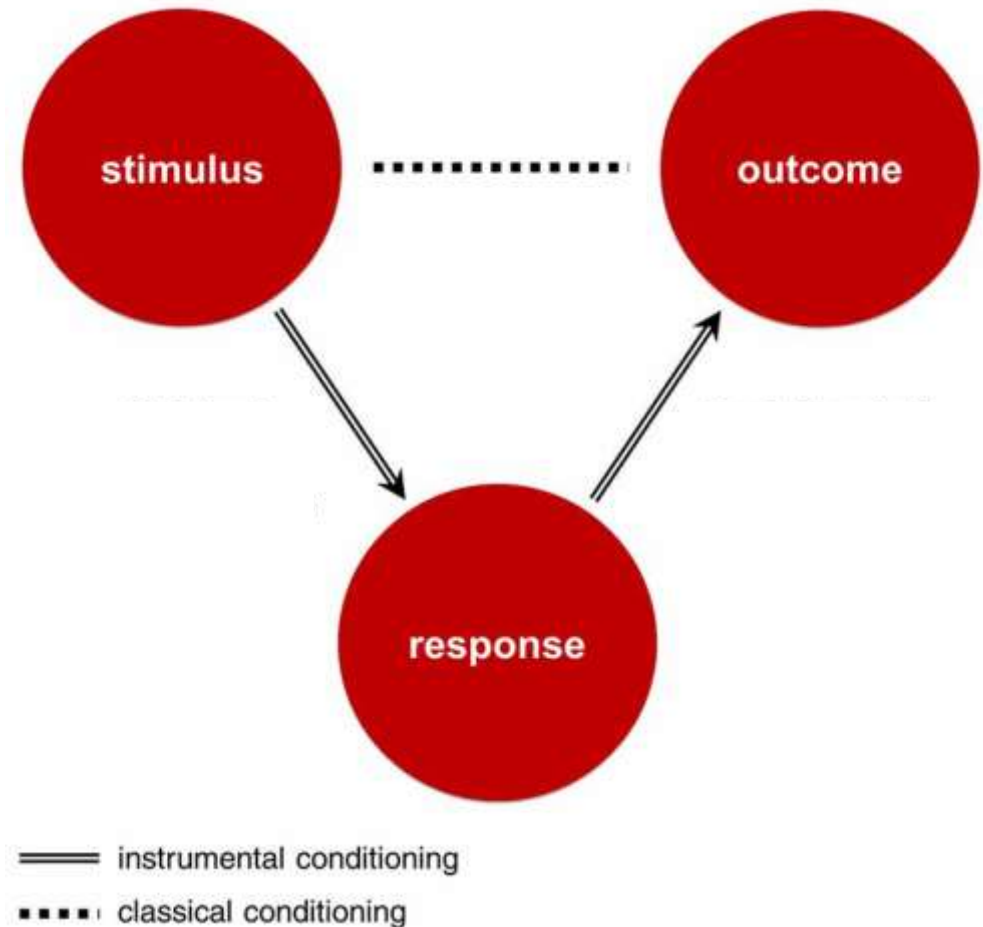 stimulus
outcome
response
instrumental conditioning
classical conditioning